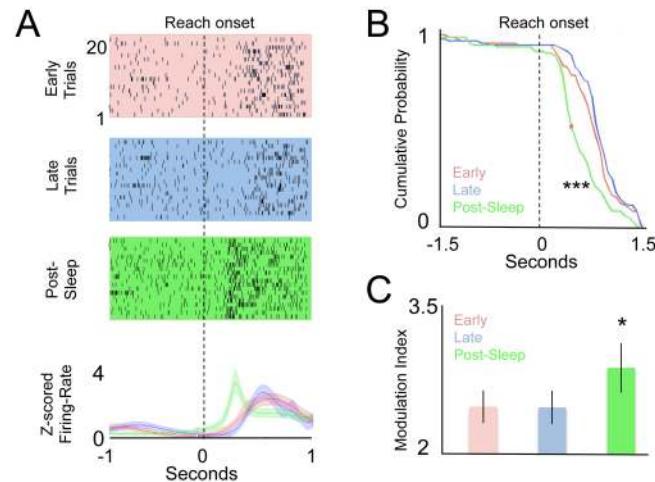 A
Reach onset
20
Early
Trials
1
Late
Trials
Post-
Sleep
4
Z-scored
Firing-Rate
0
-1
0
1
Seconds
B
Reach onset
1
Cumulative Probability
Early
Late
Post-Sleep
***
*
0
-1.5
0
1.5
Seconds
C
3.5
Modulation Index
Early
Late
Post-Sleep
*
2